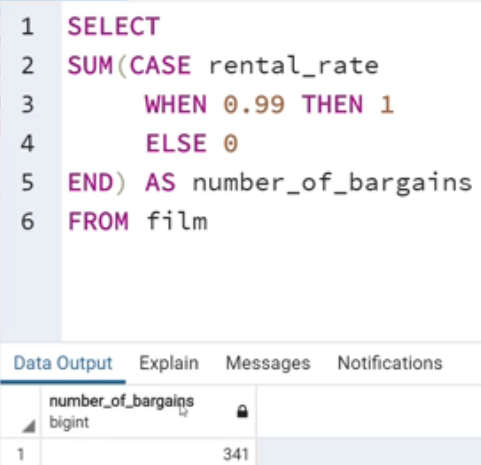 1 SELECT
2 SUM(CASE rental_rate
3 WHEN 0.99 THEN 1
4 ELSE 0
5 END) AS number_of_bargains
6 FROM film
Data Output Explain Messages Notifications
number_of_bargains
bigint
1 341